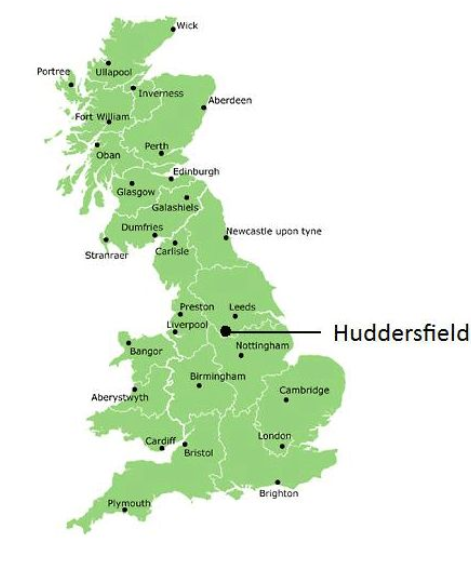 Wick
Portree
Ullapool
Inverness
Aberdeen
Fort William
Oban
Perth
Edinburgh
Glasgow
Galashiels
Dumfries
Newcastle upon tyne
Stranraer
Carlisle
Preston
Leeds
Liverpool
Huddersfield
Bangor
Nottingham
Birmingham
Aberystwyth
Cambridge
Cardiff
Bristol
London
Brighton
Plymouth